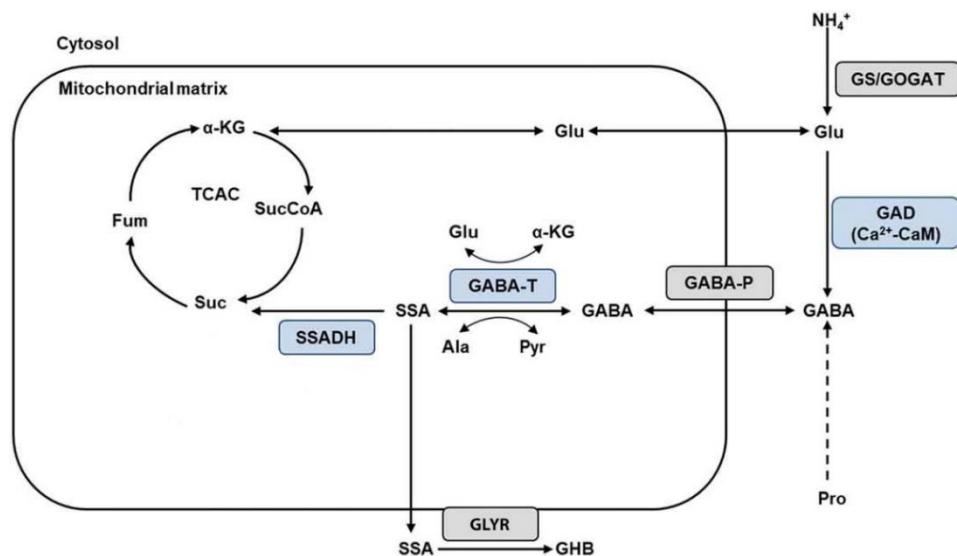 NH₄⁺
Cytosol
GS/GOGAT
Mitochondrial matrix
α-KG
Glu
Glu
TCAC
SucCoA
Fum
GAD
(Ca²⁺-CaM)
Glu
α-KG
GABA-T
GABA-P
Suc
SSA
GABA
GABA
SSADH
Ala
Pyr
Pro
GLYR
SSA
GHB